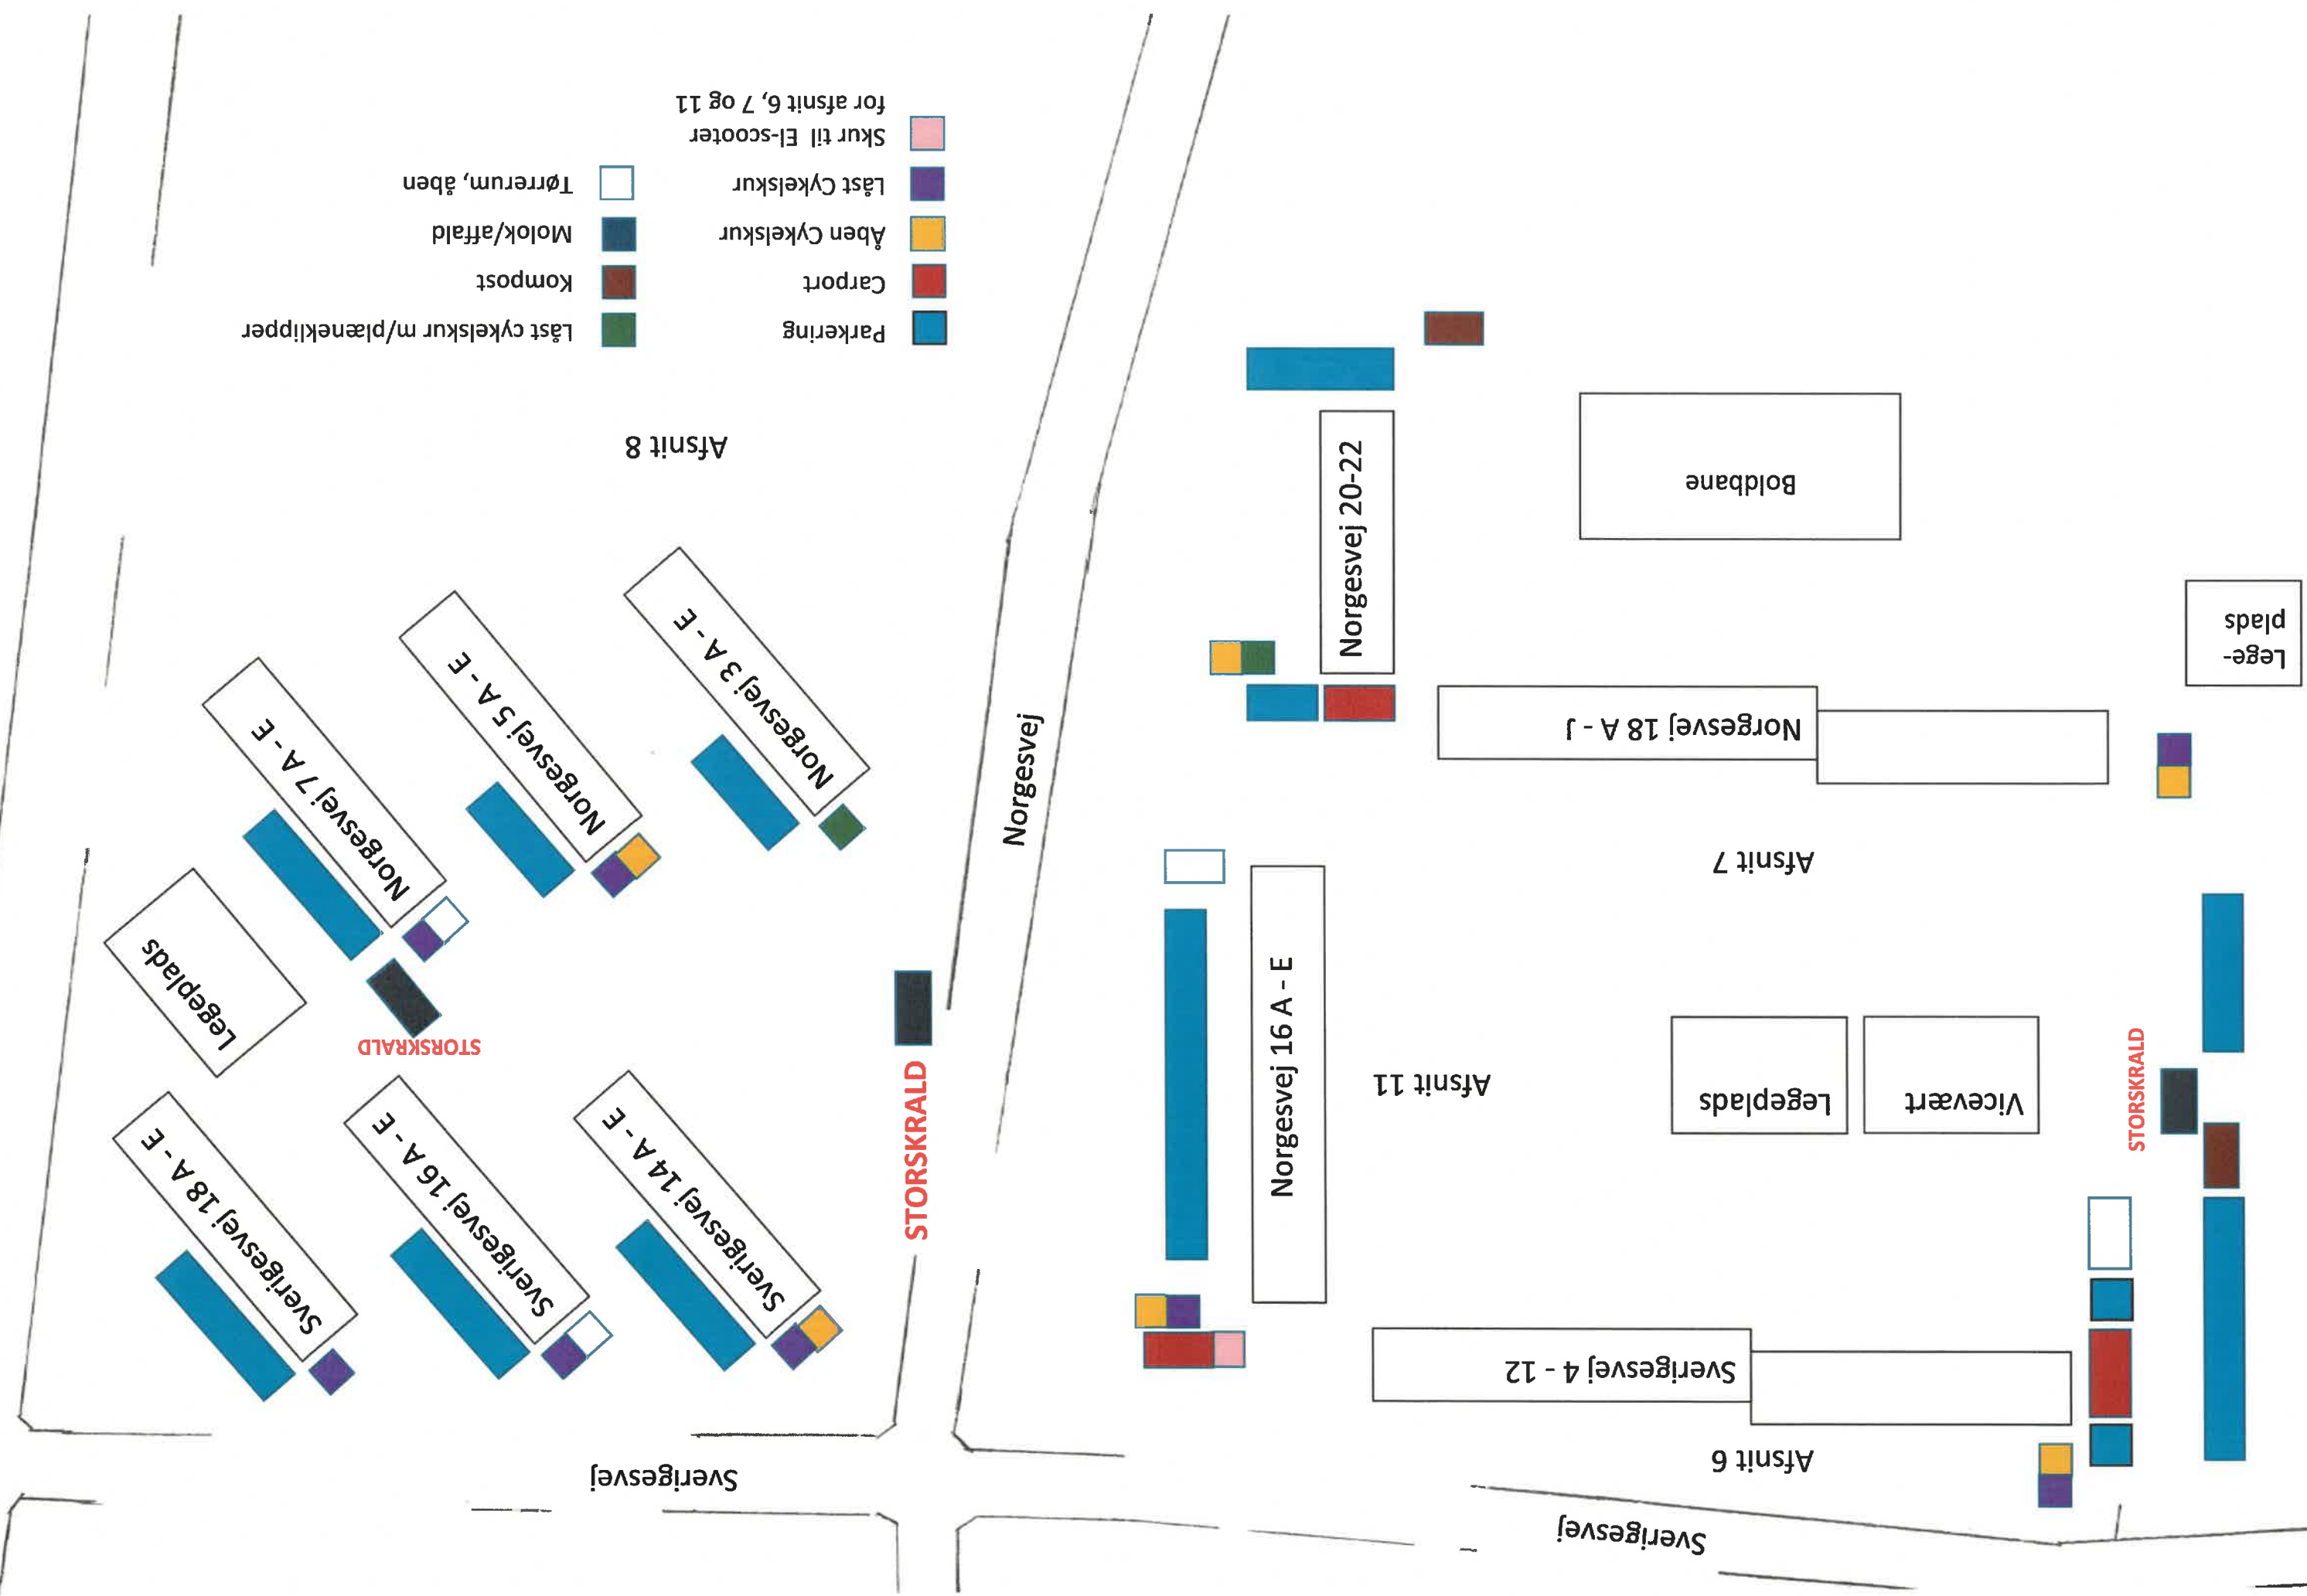 Sverigesvej
Sverigesvej
Afsnit 6
Sverigesvej 4 - 12
STORSKRALD
Vicevært
Legeplads
Afsnit 11
Norgesvej 16 A - E
Afsnit 7
Norgesvej 18 A - J
Lege-
plads
Boldbane
Norgesvej 20-22
Norgesvej
STORSKRALD
Sverigesvej 14 A - E
Sverigesvej 16 A - E
Sverigesvej 18 A - E
STORSKRALD
Legeplads
Norgesvej 3 A - E
Norgesvej 5 A - E
Norgesvej 7 A - E
Afsnit 8
Parkering
Carport
Åben Cykelskur
Låst Cykelskur
Skur til El-scooter
for afsnit 6, 7 og 11
Låst cykelskur m/plæneklipper
Kompost
Molok/affald
Tørrerum, åben